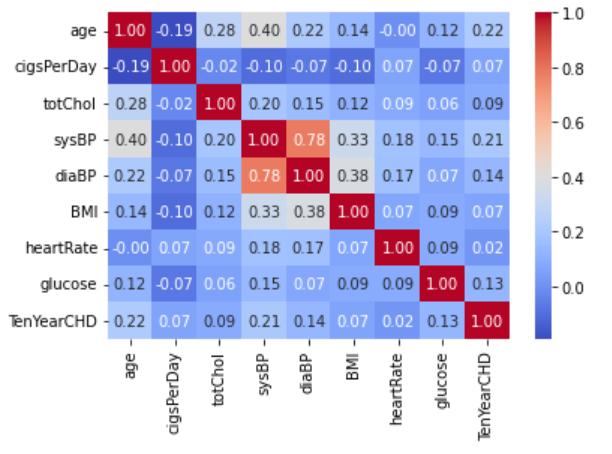 age 1.00 -0.19 0.28 0.40 0.22 0.14 -0.00 0.12 0.22
cigsPerDay -0.19 1.00 -0.02 -0.10 -0.07 -0.10 0.07 -0.07 0.07
totChol 0.28 -0.02 1.00 0.20 0.15 0.12 0.09 0.06 0.09
sysBP 0.40 -0.10 0.20 1.00 0.78 0.33 0.18 0.15 0.21
diaBP 0.22 -0.07 0.15 0.78 1.00 0.38 0.17 0.07 0.14
BMI 0.14 -0.10 0.12 0.33 0.38 1.00 0.07 0.09 0.07
heartRate -0.00 0.07 0.09 0.18 0.17 0.07 1.00 0.09 0.02
glucose 0.12 -0.07 0.06 0.15 0.07 0.09 0.09 1.00 0.13
TenYearCHD 0.22 0.07 0.09 0.21 0.14 0.07 0.02 0.13 1.00
age cigsPerDay totChol sysBP diaBP BMI heartRate glucose TenYearCHD
1.0
0.8
0.6
0.4
0.2
0.0